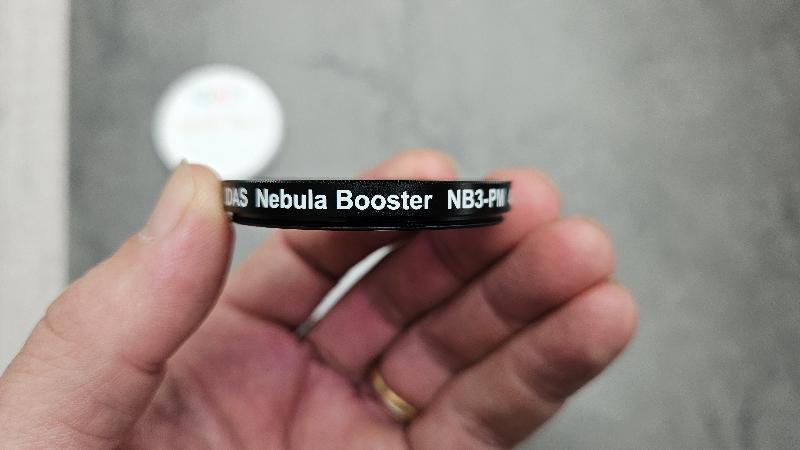 IDAS Nebula Booster NB3-PM